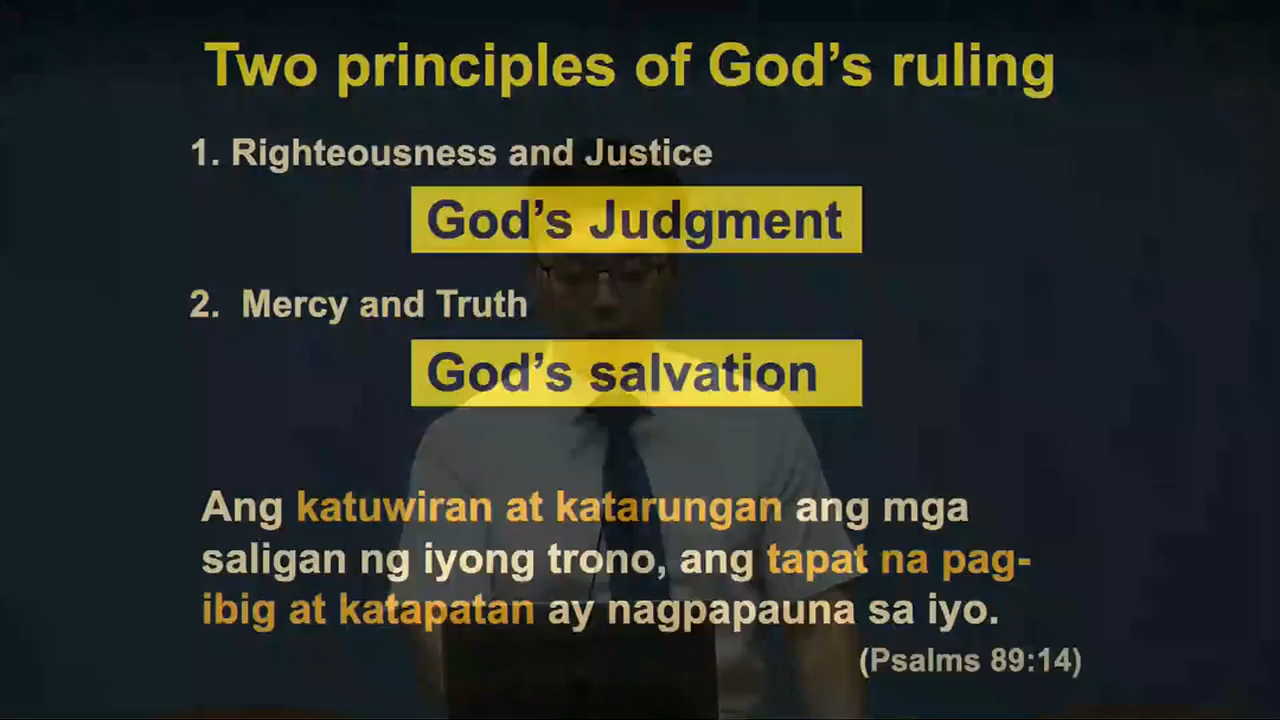 Two principles of God’s ruling
1. Righteousness and Justice
God’s Judgment
2. Mercy and Truth
God’s salvation
Ang katuwiran at katarungan ang mga
saligan ng iyong trono, ang tapat na pag-
ibig at katapatan ay nagpapauna sa iyo.
(Psalms 89:14)